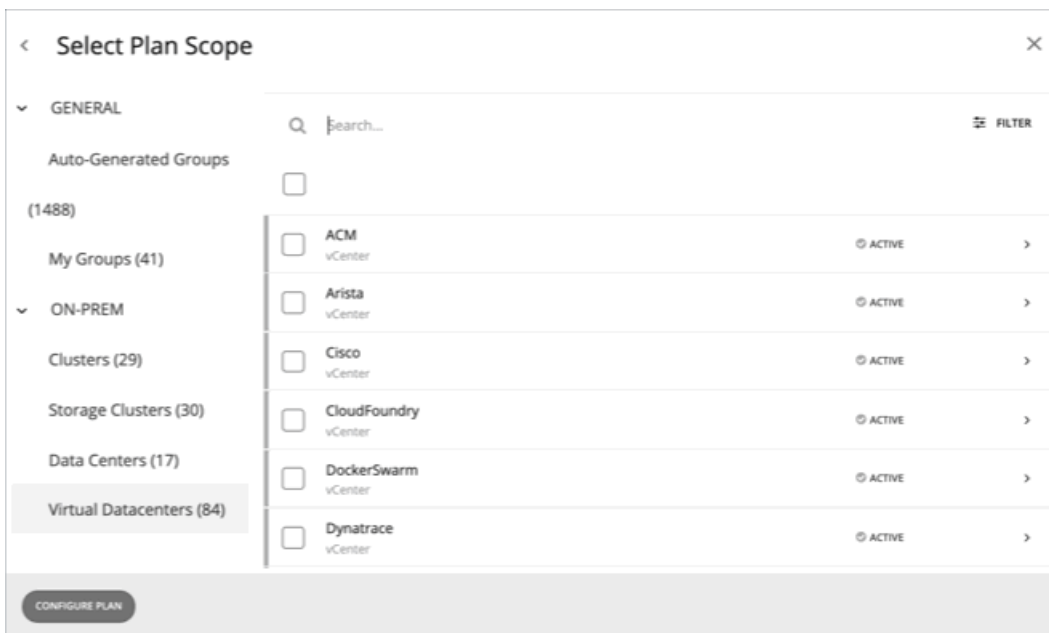 Select Plan Scope
GENERAL
Auto-Generated Groups
(1488)
My Groups (41)
ON-PREM
Clusters (29)
Storage Clusters (30)
Data Centers (17)
Virtual Datacenters (84)
Search...
FILTER
ACM
vCenter
ACTIVE
Arista
vCenter
ACTIVE
Cisco
vCenter
ACTIVE
CloudFoundry
vCenter
ACTIVE
DockerSwarm
vCenter
ACTIVE
Dynatrace
vCenter
ACTIVE
CONFIGURE PLAN